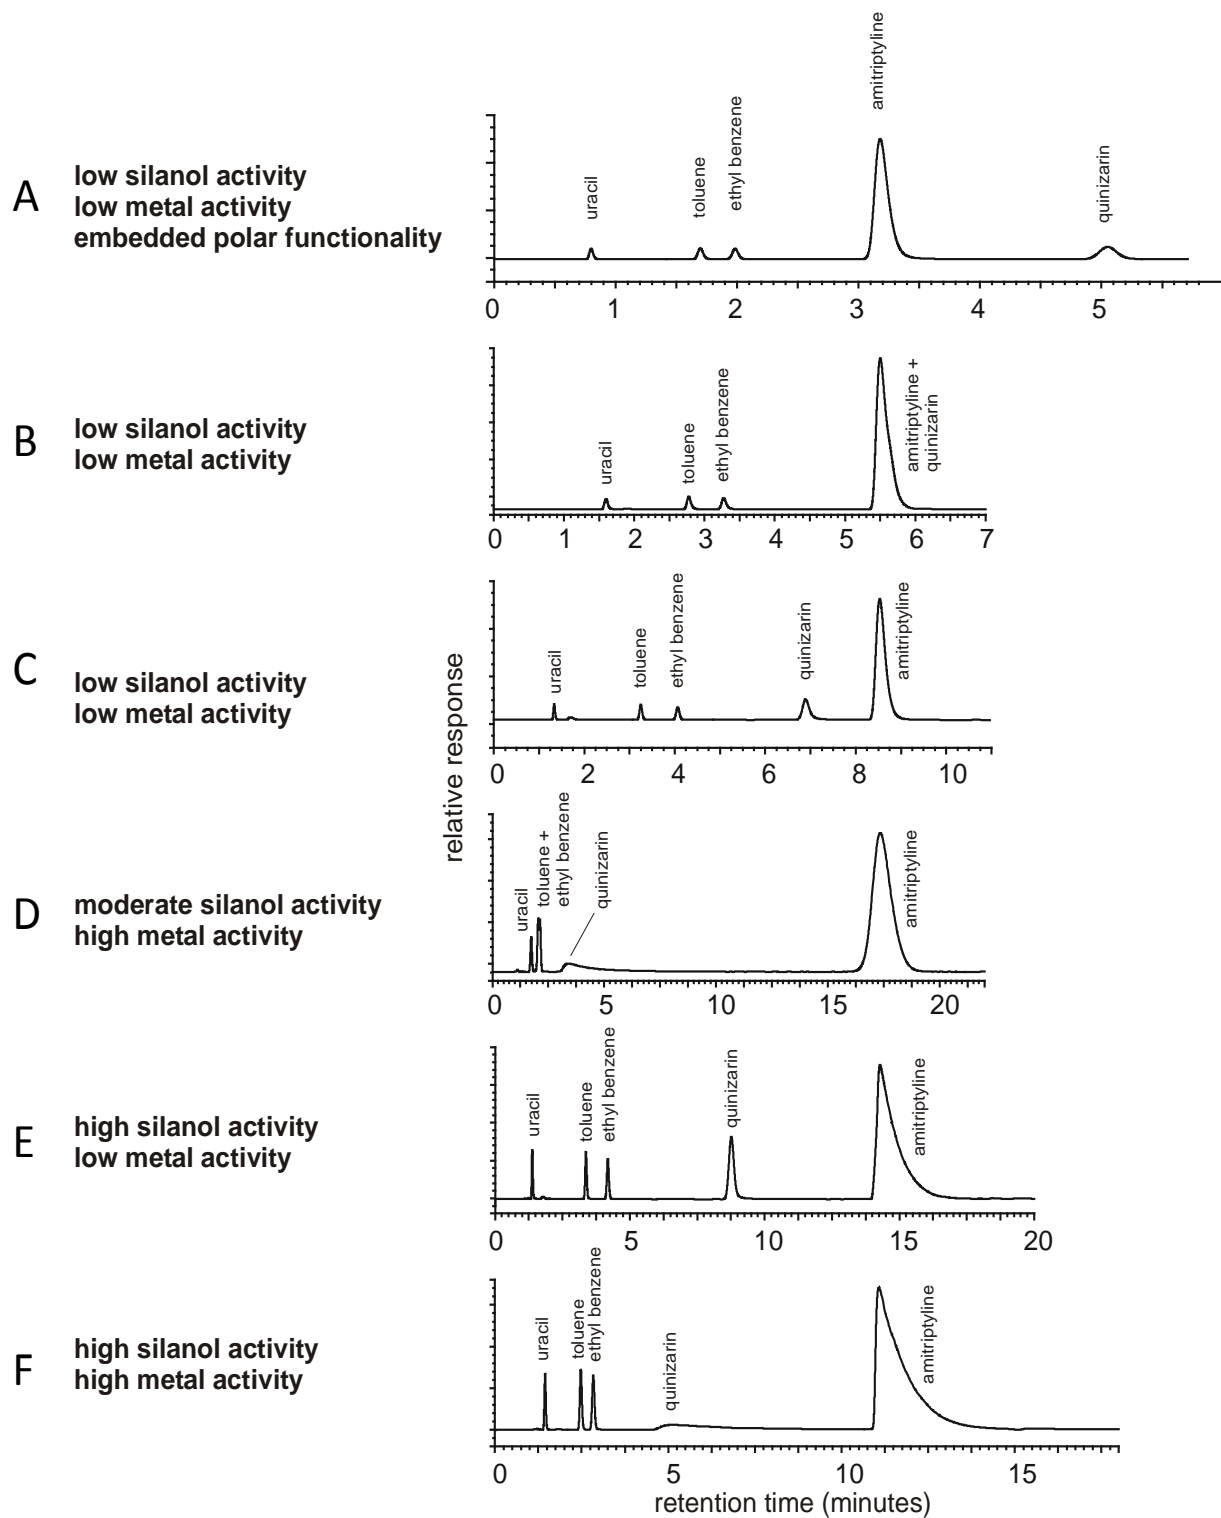 A
low silanol activity
low metal activity
embedded polar functionality
uracil
toluene
ethyl benzene
amitriptyline
quinizarin
0 1 2 3 4 5
B
low silanol activity
low metal activity
uracil
toluene
ethyl benzene
amitriptyline +
quinizarin
0 1 2 3 4 5 6 7
C
low silanol activity
low metal activity
uracil
toluene
ethyl benzene
quinizarin
amitriptyline
0 2 4 6 8 10
relative response
D
moderate silanol activity
high metal activity
uracil
toluene +
ethyl benzene
quinizarin
amitriptyline
0 5 10 15 20
E
high silanol activity
low metal activity
uracil
toluene
ethyl benzene
quinizarin
amitriptyline
0 5 10 15 20
F
high silanol activity
high metal activity
uracil
toluene
ethyl benzene
quinizarin
amitriptyline
0 5 10 15
retention time (minutes)